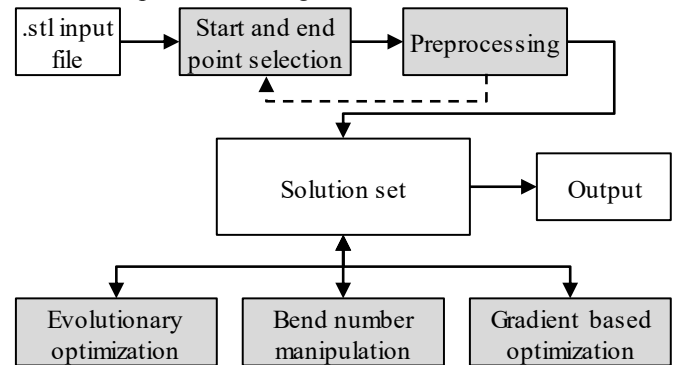 .stl input
file
Start and end
point selection
Preprocessing
Solution set
Output
Evolutionary
optimization
Bend number
manipulation
Gradient based
optimization